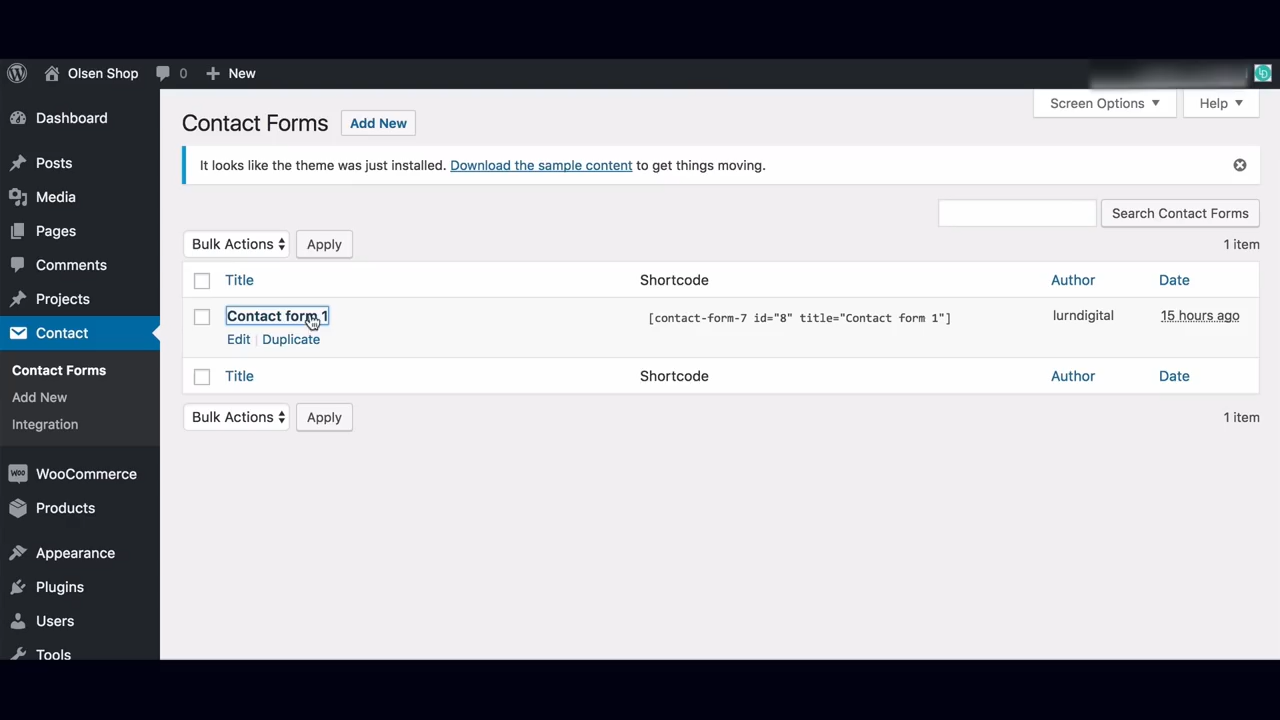 Olsen Shop 0 New
Screen Options Help
Dashboard
Posts
Media
Pages
Comments
Projects
Contact
Contact Forms
Add New
Integration
WooCommerce
Products
Appearance
Plugins
Users
Tools
Contact Forms Add New
It looks like the theme was just installed. Download the sample content to get things moving.
Search Contact Forms
Bulk Actions Apply 1 item
Title Shortcode Author Date
Contact form 1 [contact-form-7 id="8" title="Contact form 1"] lurndigital 15 hours ago
Edit | Duplicate
Title Shortcode Author Date
Bulk Actions Apply 1 item